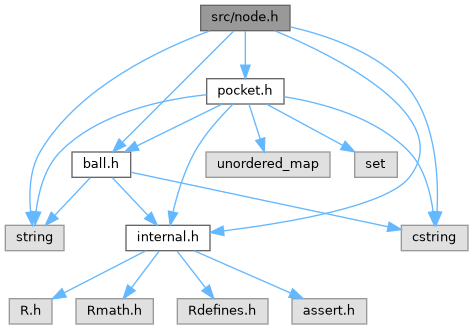 src/node.h
pocket.h
ball.h
unordered_map
set
string
internal.h
cstring
R.h
Rmath.h
Rdefines.h
assert.h